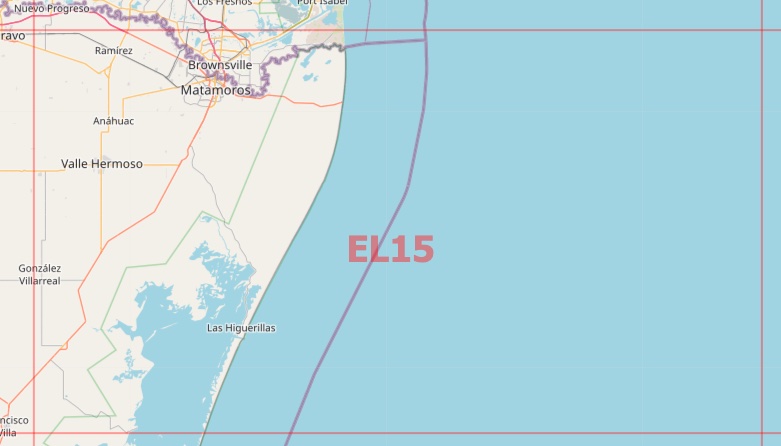 Nuevo Progreso
Los Fresnos
Port Isabel
ravo
Ramírez
Brownsville
Matamoros
Anáhuac
Valle Hermoso
EL15
González
Villarreal
Las Higuerillas
ncisco
Villa